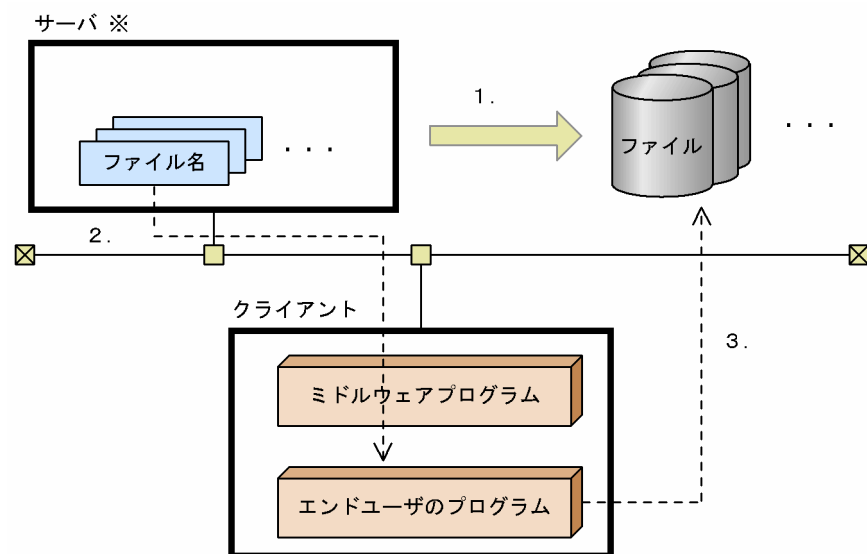 サーバ ※
1.
ファイル名
・・・
ファイル
・・・
2.
クライアント
3.
ミドルウェアプログラム
エンドユーザのプログラム